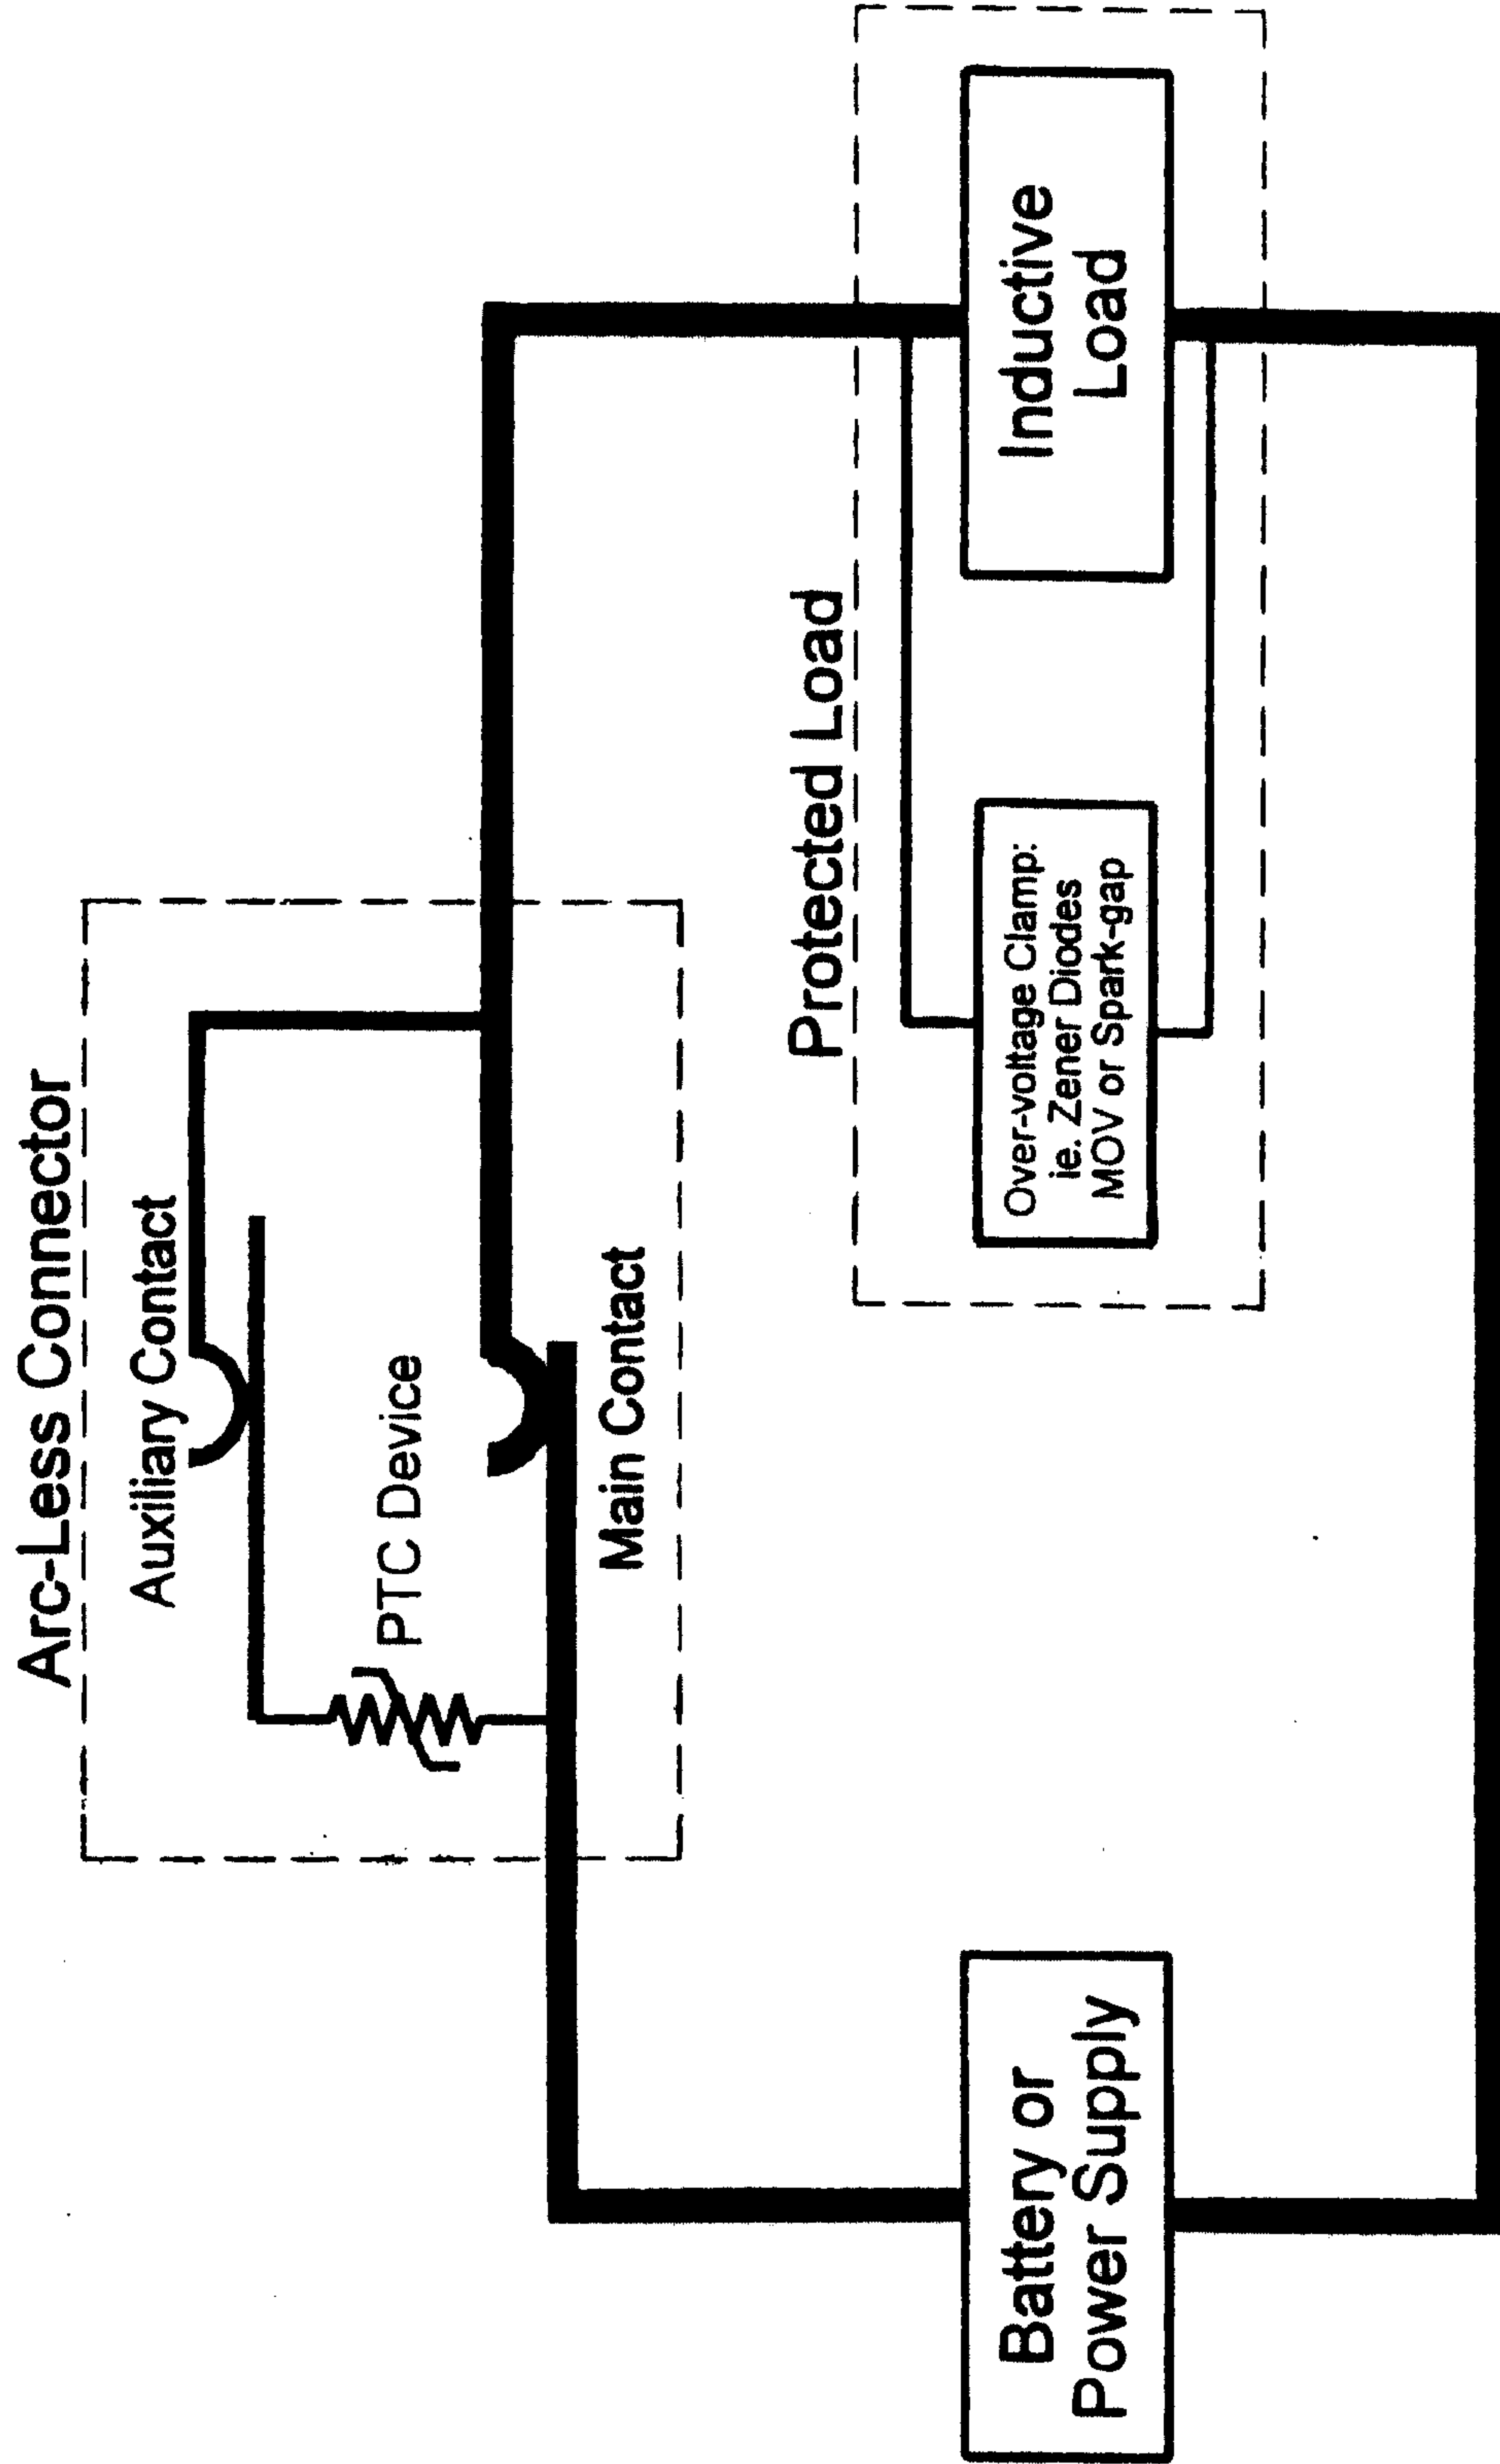 Arc-Less Connector
Auxiliary Contact
PTC Device
Main Contact
Protected Load
Over-voltage Clamp:
ie. Zener Diodes
MOV or Spark-gap
Inductive
Load
Battery or
Power Supply